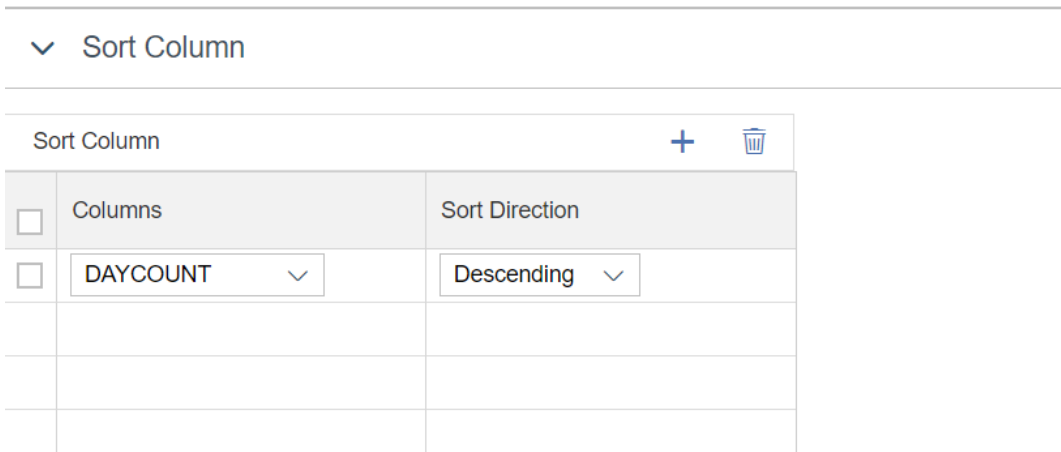 Sort Column
Sort Column
Columns Sort Direction
DAYCOUNT Descending